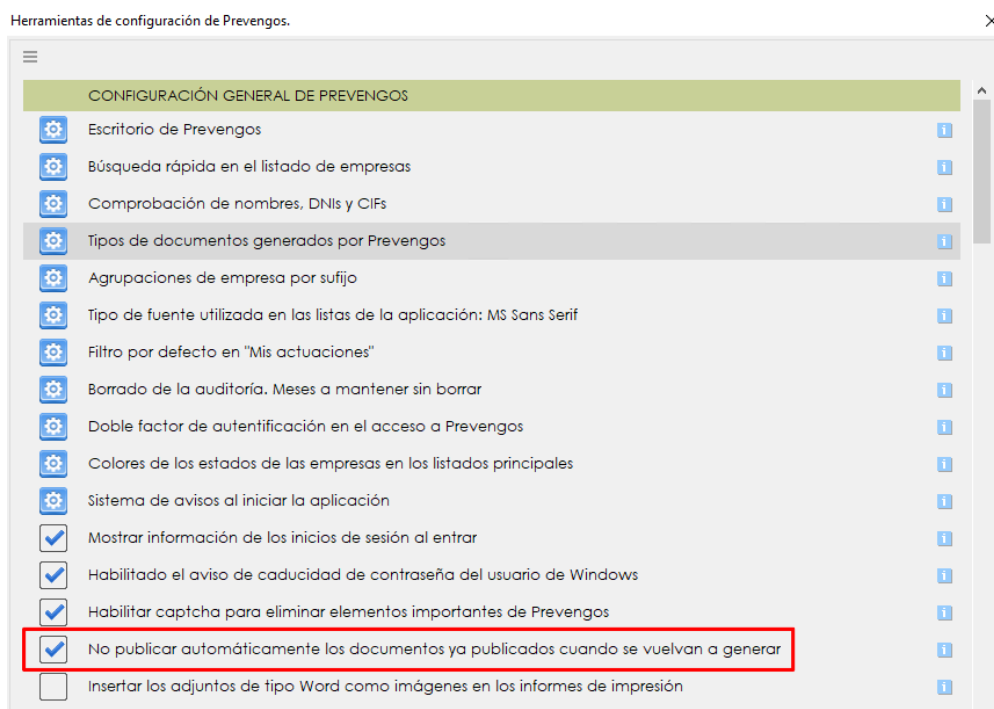 Herramientas de configuración de Prevengos.
CONFIGURACIÓN GENERAL DE PREVENGOS
Escritorio de Prevengos
Búsqueda rápida en el listado de empresas
Comprobación de nombres, DNIs y CIFs
Tipos de documentos generados por Prevengos
Agrupaciones de empresa por sufijo
Tipo de fuente utilizada en las listas de la aplicación: MS Sans Serif
Filtro por defecto en "Mis actuaciones"
Borrado de la auditoría. Meses a mantener sin borrar
Doble factor de autentificación en el acceso a Prevengos
Colores de los estados de las empresas en los listados principales
Sistema de avisos al iniciar la aplicación
Mostrar información de los inicios de sesión al entrar
Habilitado el aviso de caducidad de contraseña del usuario de Windows
Habilitar captcha para eliminar elementos importantes de Prevengos
No publicar automáticamente los documentos ya publicados cuando se vuelvan a generar
Insertar los adjuntos de tipo Word como imágenes en los informes de impresión